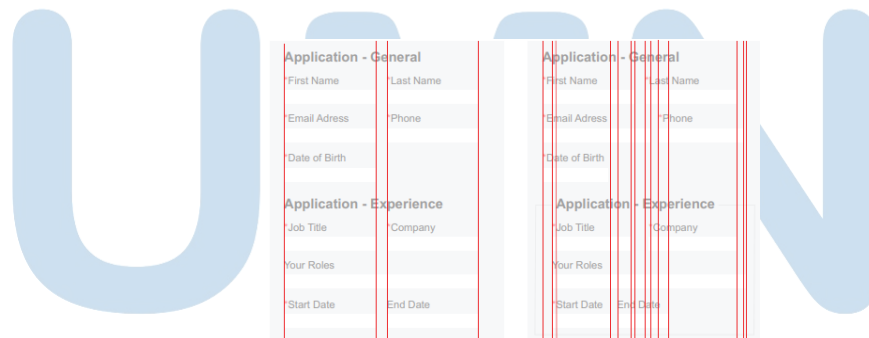 Application - General
*First Name *Last Name
*Email Adress *Phone
*Date of Birth
Application - Experience
*Job Title *Company
Your Roles
*Start Date End Date
Application - General
*First Name *Last Name
*Email Adress *Phone
*Date of Birth
Application - Experience
*Job Title *Company
Your Roles
*Start Date End Date